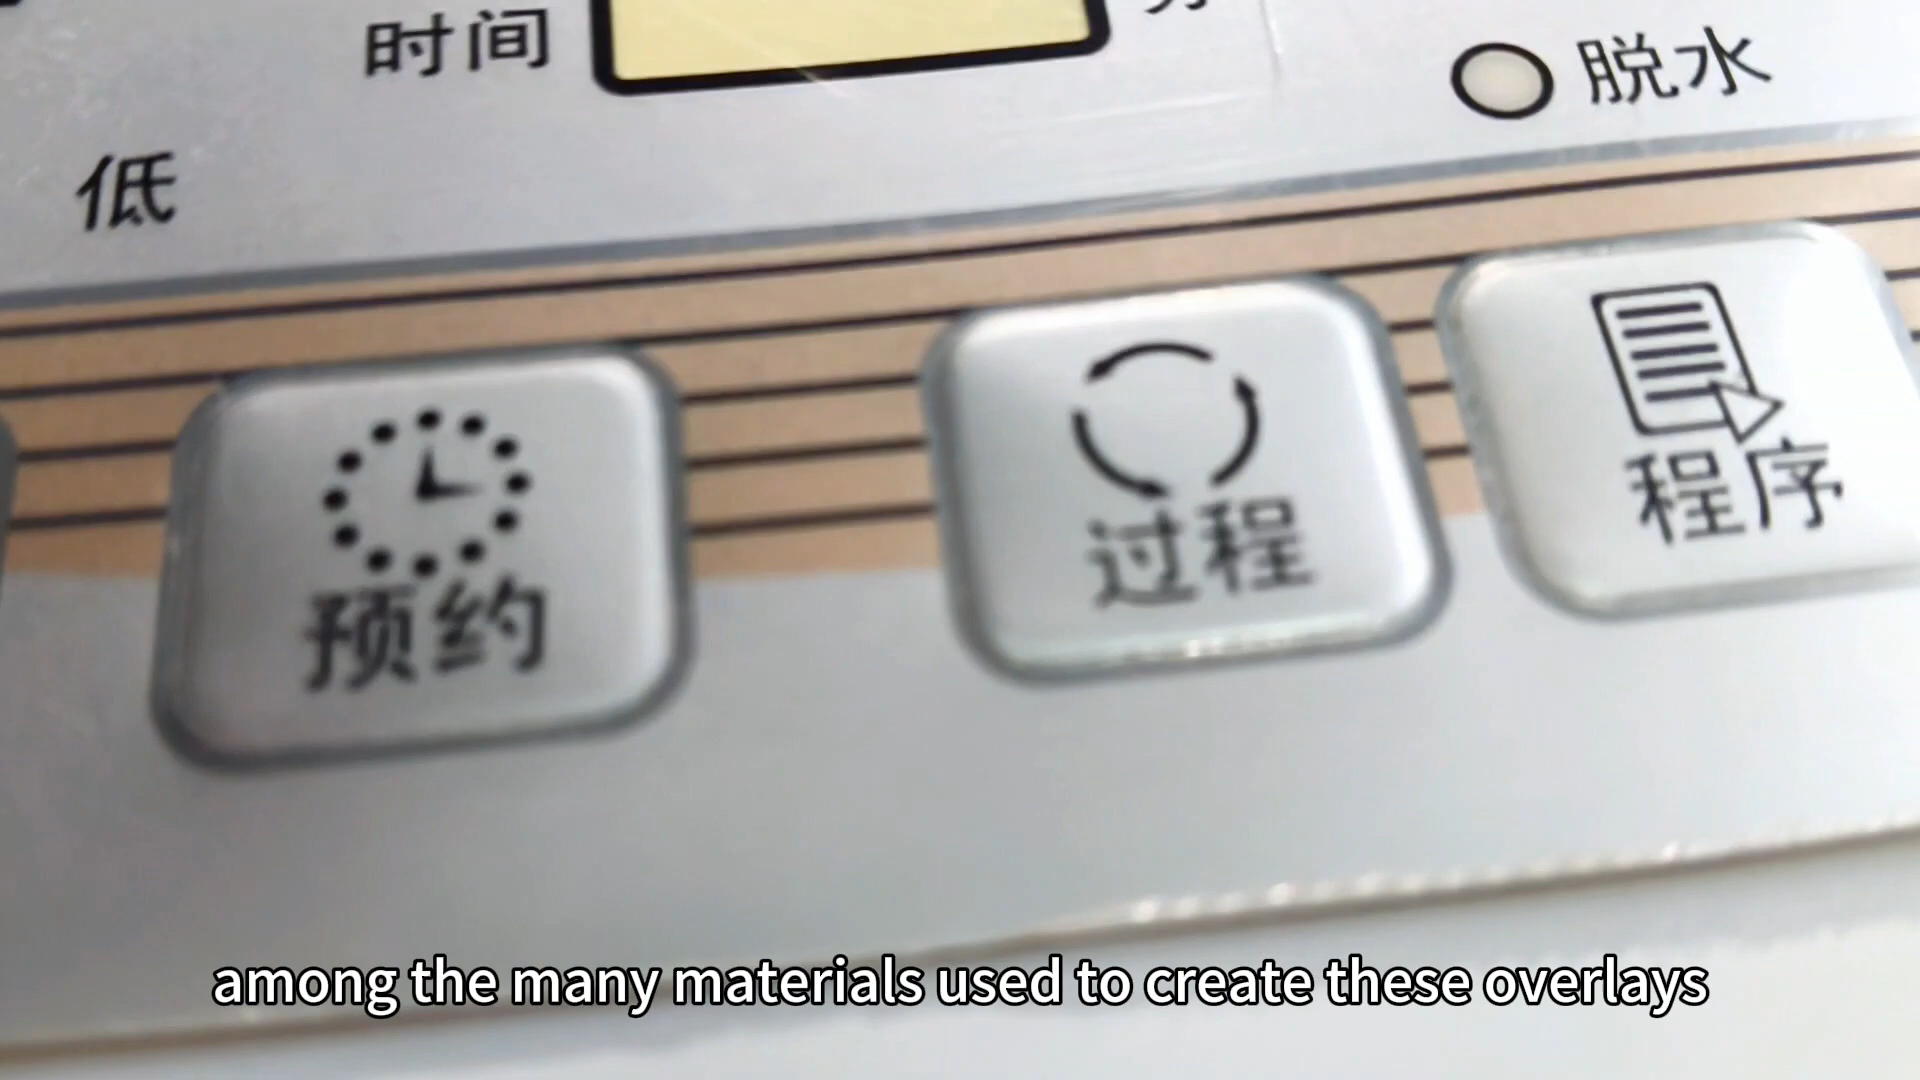 时间
脱水
低
预约
过程
程序
among the many materials used to create these overlays